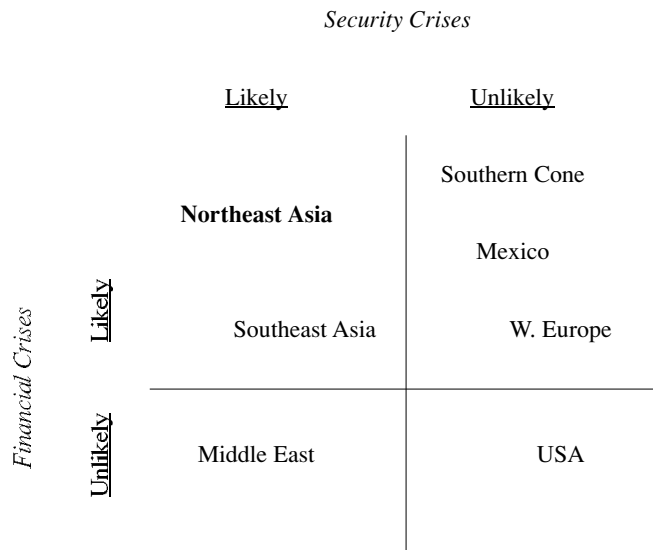 Security Crises
Likely
Unlikely
Southern Cone
Northeast Asia
Mexico
Financial Crises
Likely
Southeast Asia
W. Europe
Unlikely
Middle East
USA